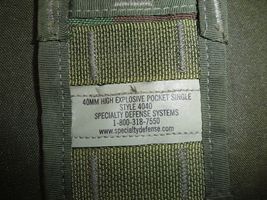 40MM HIGH EXPLOSIVE POCKET SINGLE
STYLE 4040
SPECIALTY DEFENSE SYSTEMS
1-800-318-7550
www.specialtydefense.com